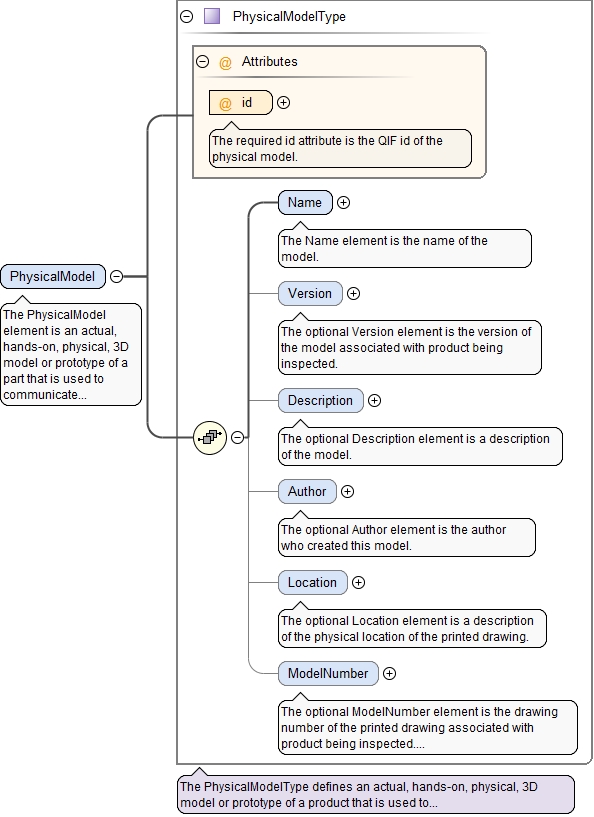 PhysicalModelType
@ Attributes
@ id
The required id attribute is the QIF id of the
physical model.
Name
The Name element is the name of the
model.
PhysicalModel
The PhysicalModel
element is an actual,
hands-on, physical, 3D
model or prototype of a
part that is used to
communicate...
Version
The optional Version element is the version of
the model associated with product being
inspected.
Description
The optional Description element is a description
of the model.
Author
The optional Author element is the author
who created this model.
Location
The optional Location element is a description
of the physical location of the printed drawing.
ModelNumber
The optional ModelNumber element is the drawing
number of the printed drawing associated with
product being inspected....
The PhysicalModelType defines an actual, hands-on, physical, 3D
model or prototype of a product that is used to...